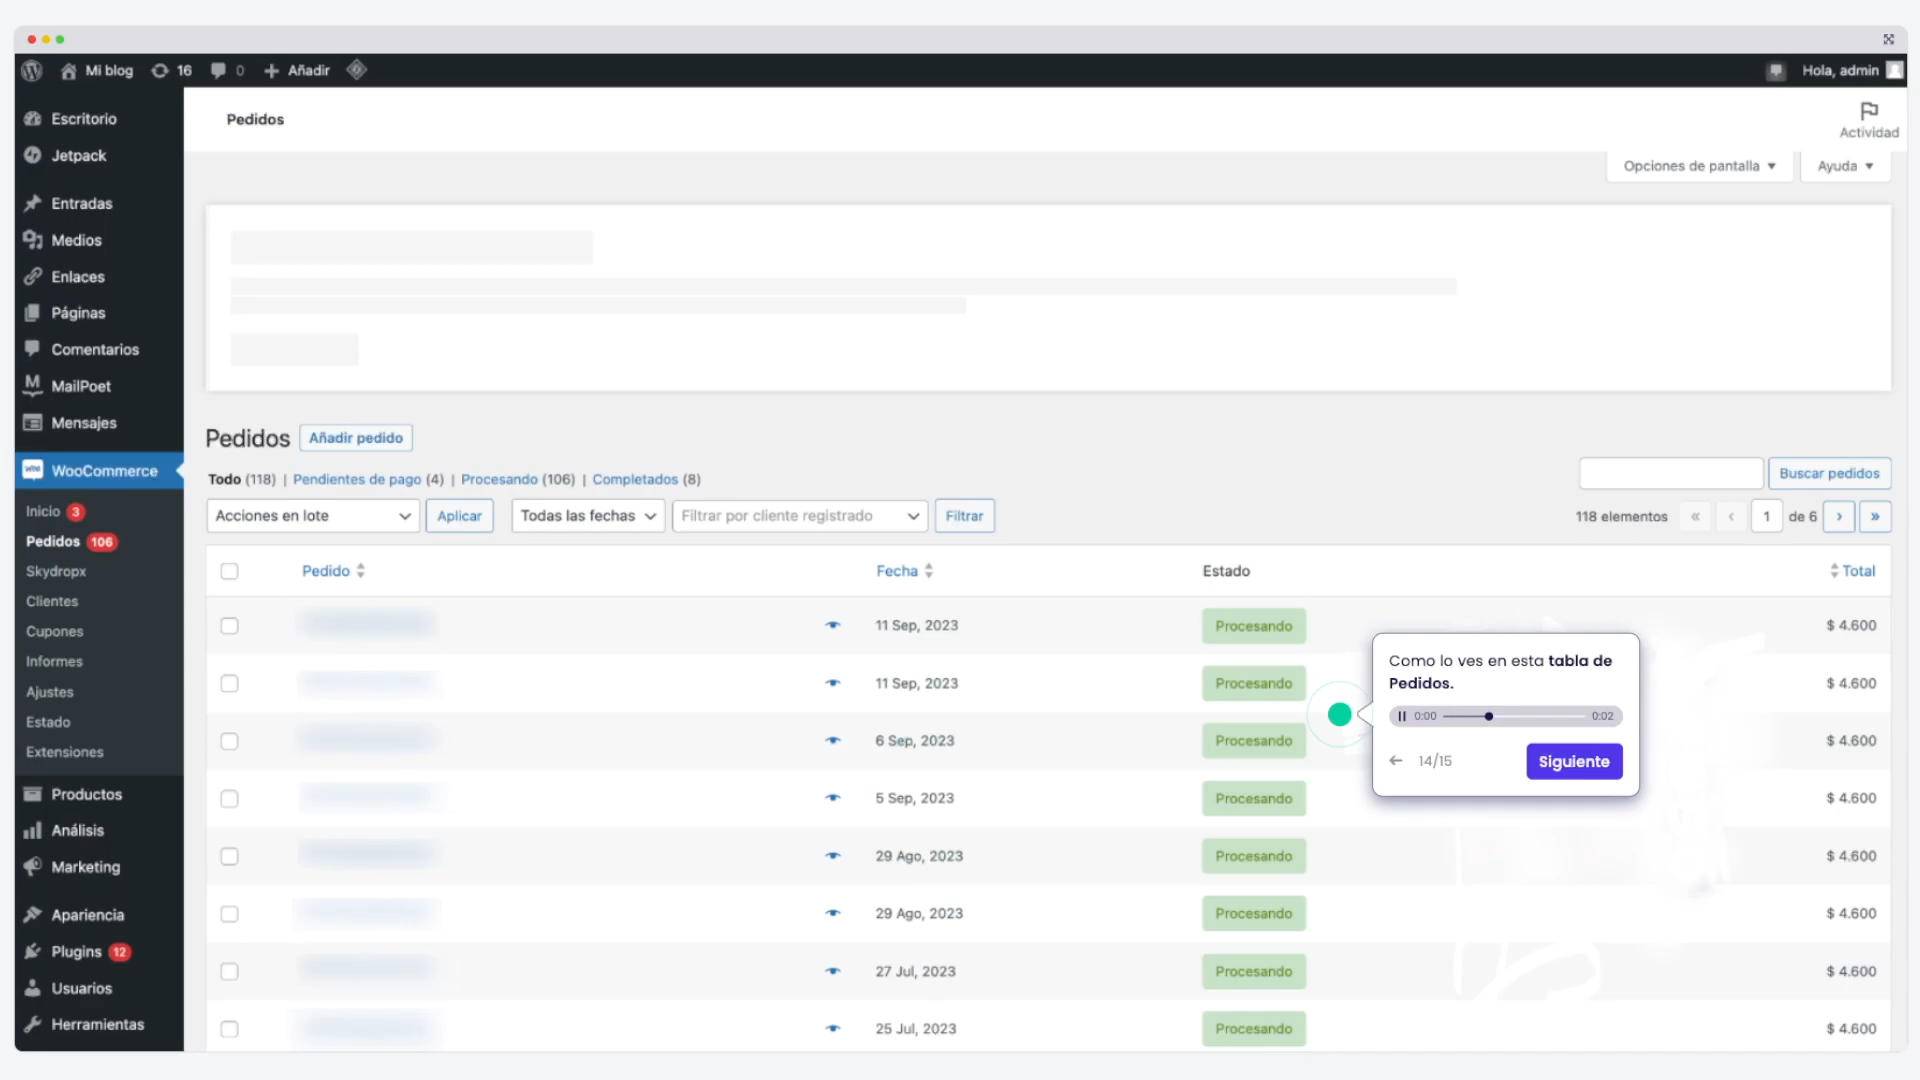 Mi blog 16 0 Añadir Hola, admin
Escritorio
Jetpack
Entradas
Medios
Enlaces
Páginas
Comentarios
MailPoet
Mensajes
WooCommerce
Inicio 3
Pedidos 106
Skydropx
Clientes
Cupones
Informes
Ajustes
Estado
Extensiones
Productos
Análisis
Marketing
Apariencia
Plugins 12
Usuarios
Herramientas
Pedidos
Actividad
Opciones de pantalla Ayuda
Pedidos Añadir pedido
Todo (118) | Pendientes de pago (4) | Procesando (106) | Completados (8)
Buscar pedidos
Acciones en lote Aplicar Todas las fechas Filtrar por cliente registrado Filtrar
118 elementos « ‹ 1 de 6 › »
Pedido Fecha Estado Total
11 Sep, 2023 Procesando $ 4.600
11 Sep, 2023 Procesando $ 4.600
6 Sep, 2023 Procesando $ 4.600
5 Sep, 2023 Procesando $ 4.600
29 Ago, 2023 Procesando $ 4.600
29 Ago, 2023 Procesando $ 4.600
27 Jul, 2023 Procesando $ 4.600
25 Jul, 2023 Procesando $ 4.600
Como lo ves en esta tabla de
Pedidos.
0:00 0:02
← 14/15 Siguiente